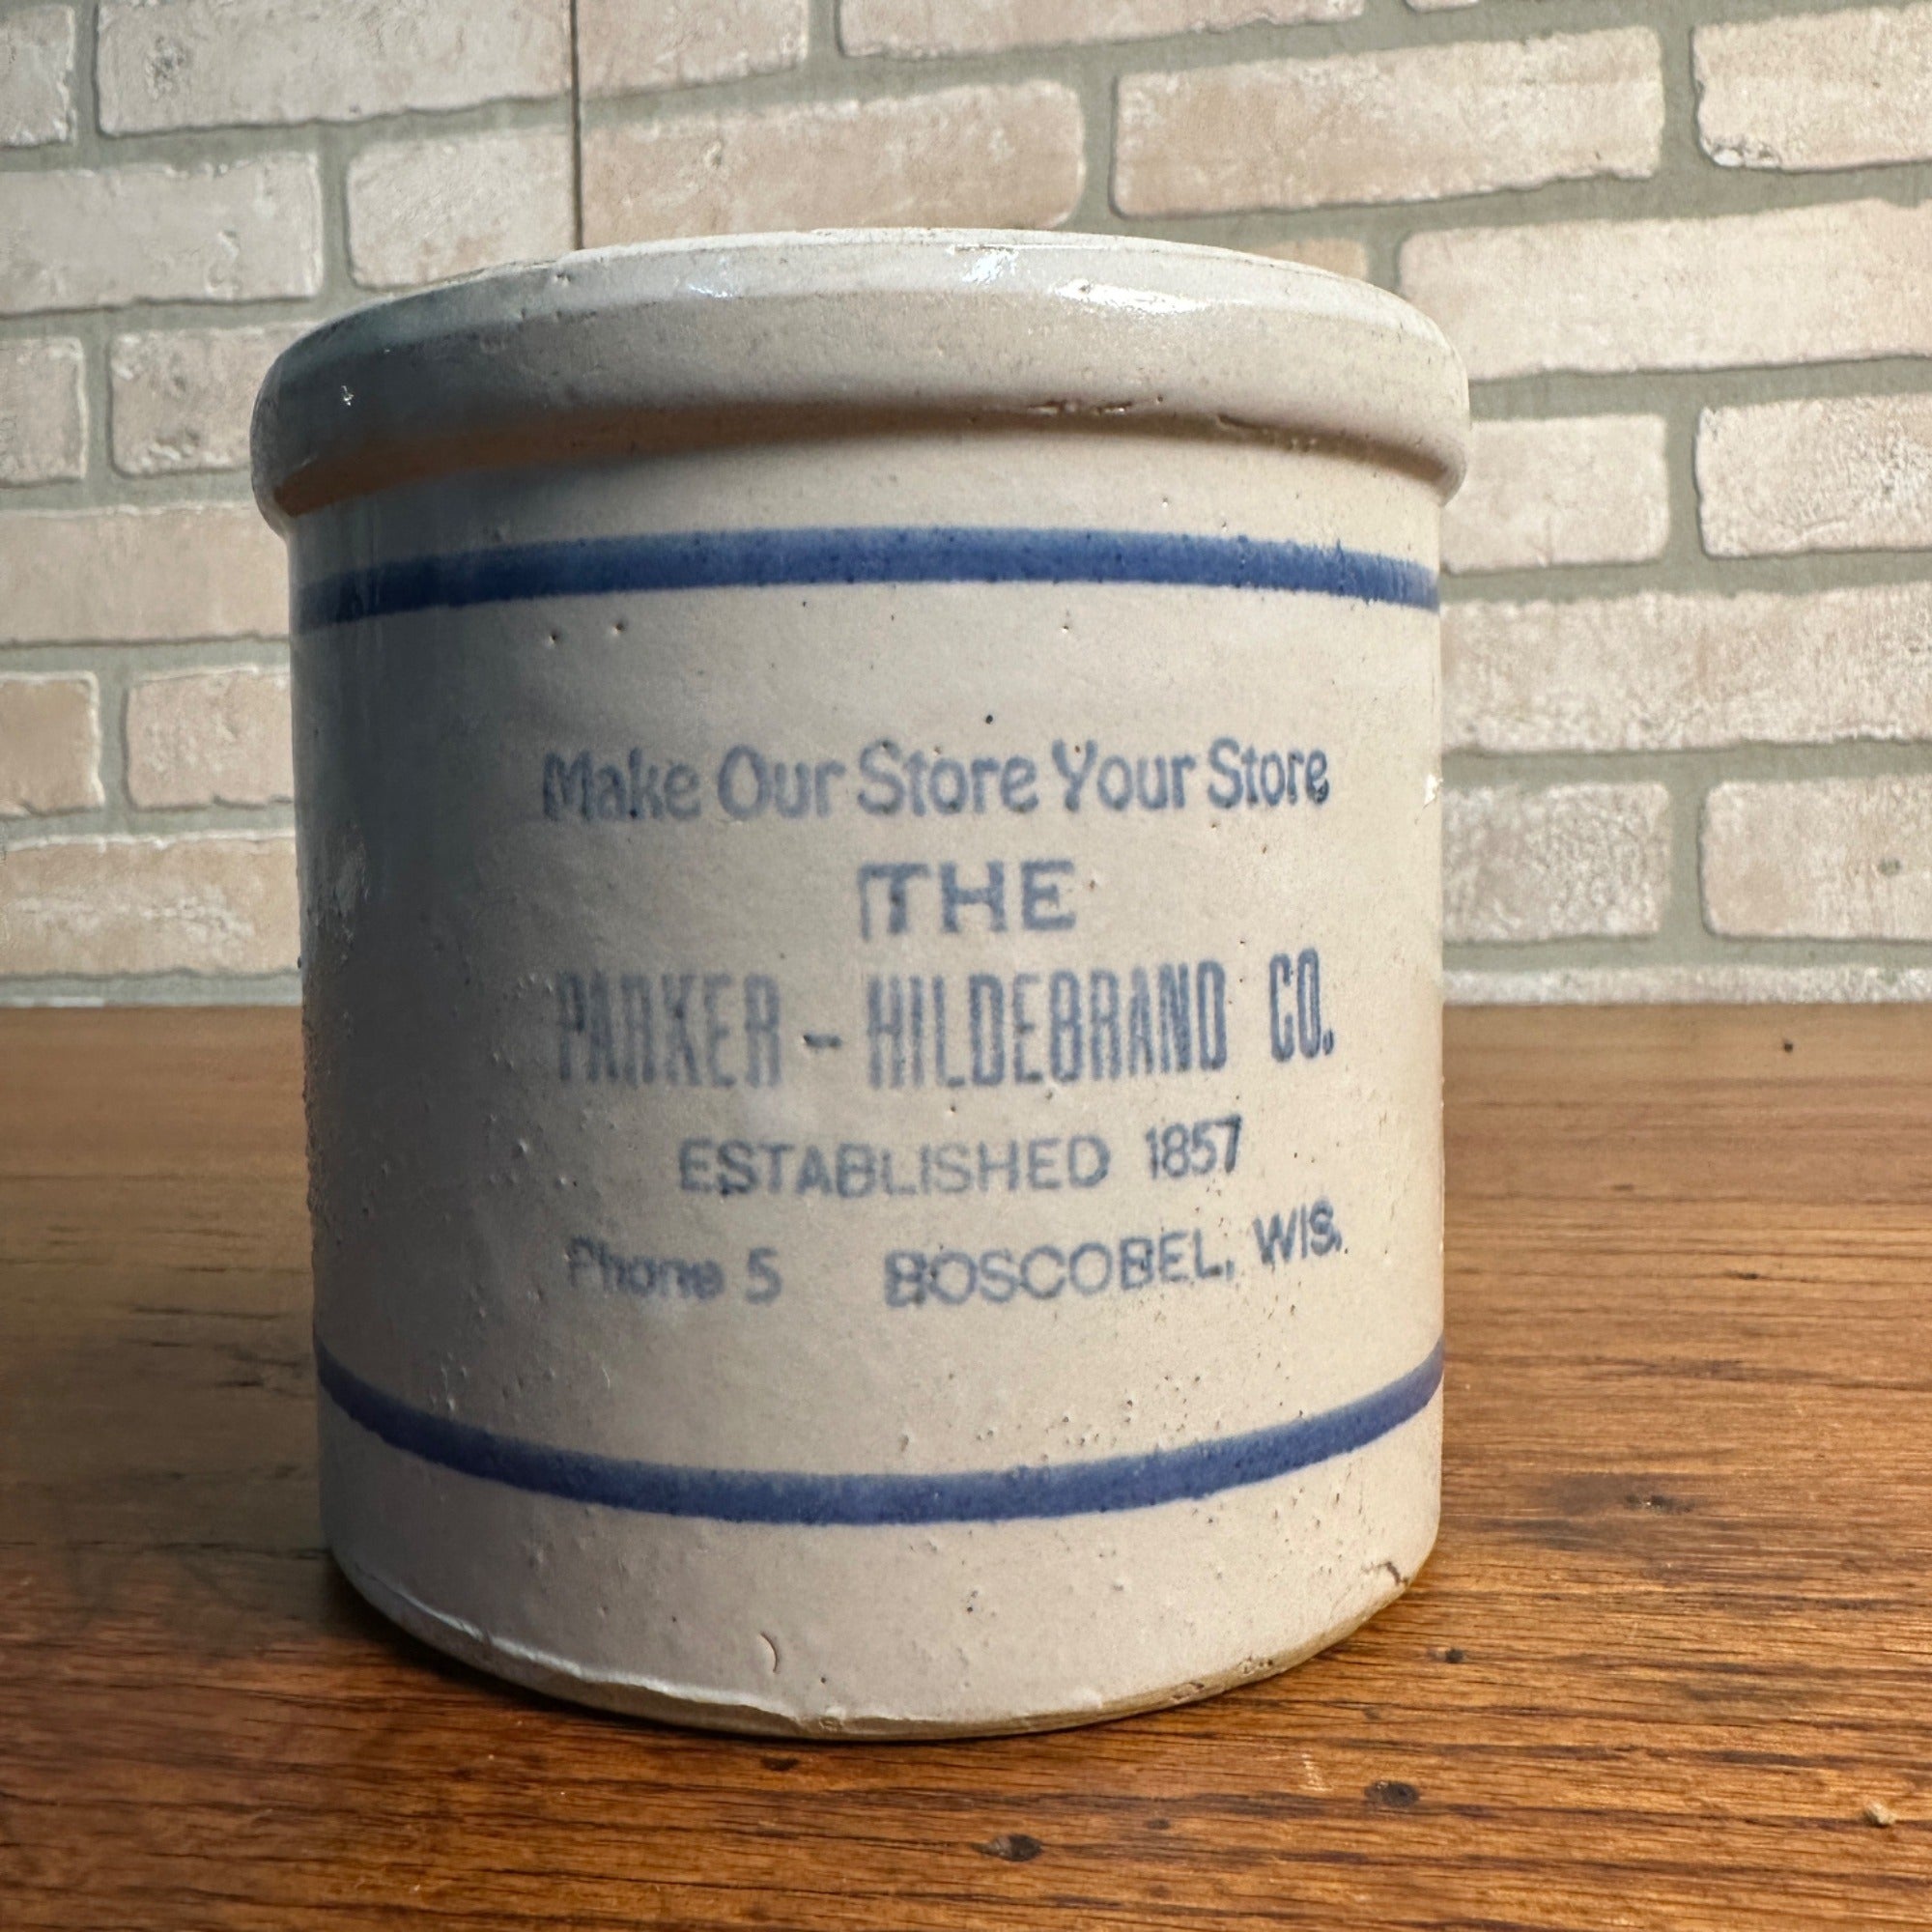 Make Our Store Your Store
THE
PARKER - HILDEBRAND CO.
ESTABLISHED 1857
Phone 5 BOSCOBEL, WIS.